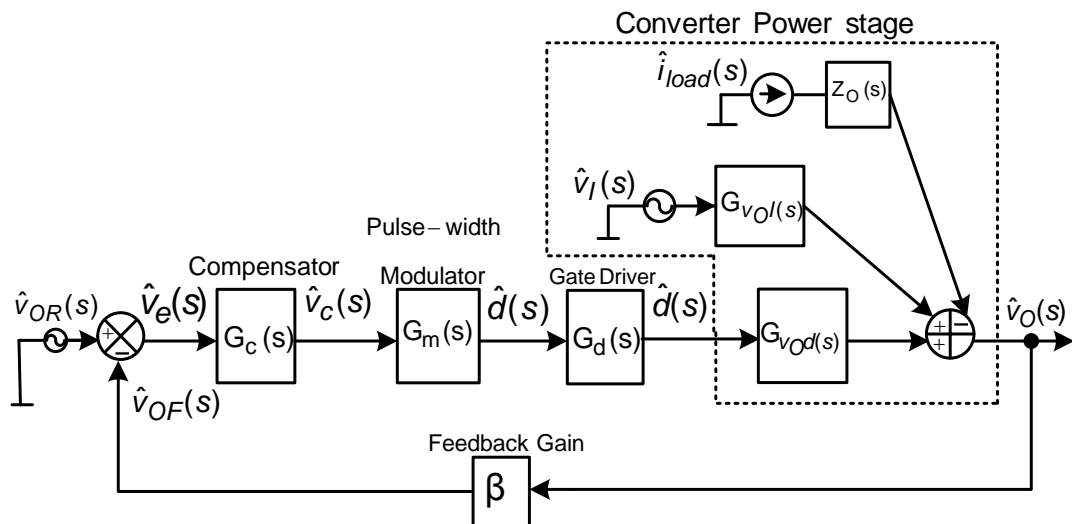 Converter Power stage
î_load(s)
Z_O(s)
v̂_I(s)
G_vOI(s)
Pulse–width
Compensator
Modulator
Gate Driver
v̂_OR(s)
v̂_e(s)
v̂_c(s)
d̂(s)
d̂(s)
v̂_O(s)
+
−
G_c(s)
G_m(s)
G_d(s)
G_vOd(s)
+ −
+
+
v̂_OF(s)
Feedback Gain
β